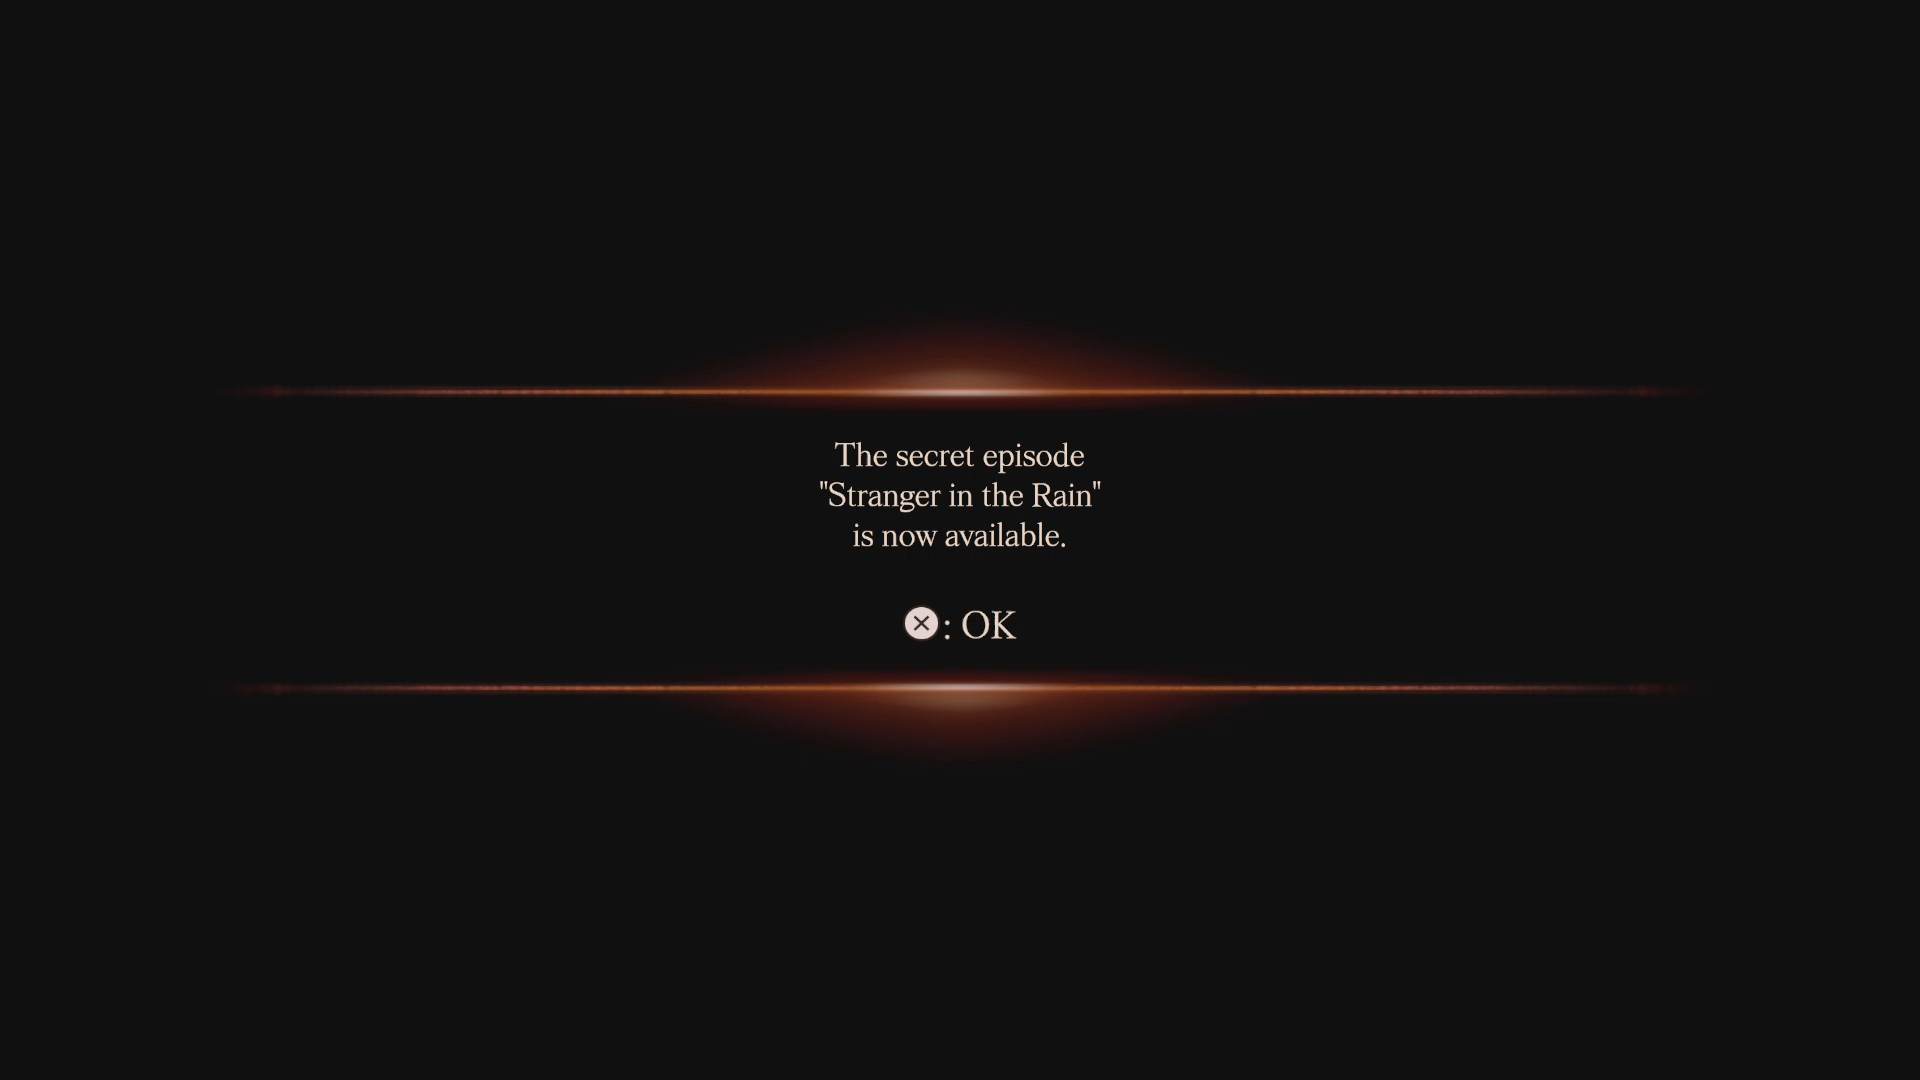 The secret episode
"Stranger in the Rain"
is now available.
: OK